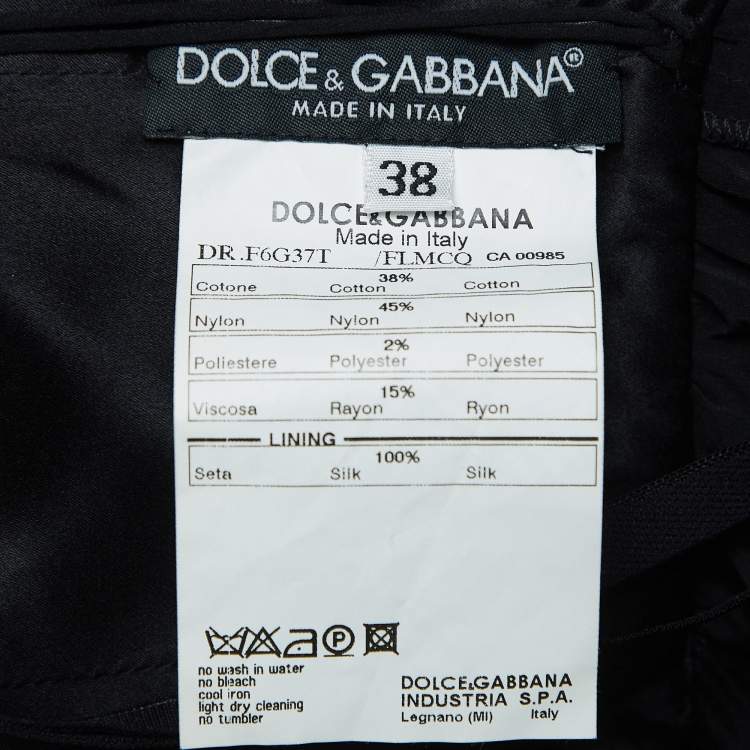 DOLCE & GABBANA®
MADE IN ITALY
38
DOLCE&GABBANA
Made in Italy
DR.F6G37T /FLMCQ CA 00985
38%
Cotone Cotton Cotton
45%
Nylon Nylon Nylon
2%
Poliestere Polyester Polyester
15%
Viscosa Rayon Ryon
LINING
100%
Seta Silk Silk
P
no wash in water
no bleach
cool iron
light dry cleaning
no tumbler
DOLCE&GABBANA
INDUSTRIA S.P.A.
Legnano (MI) Italy